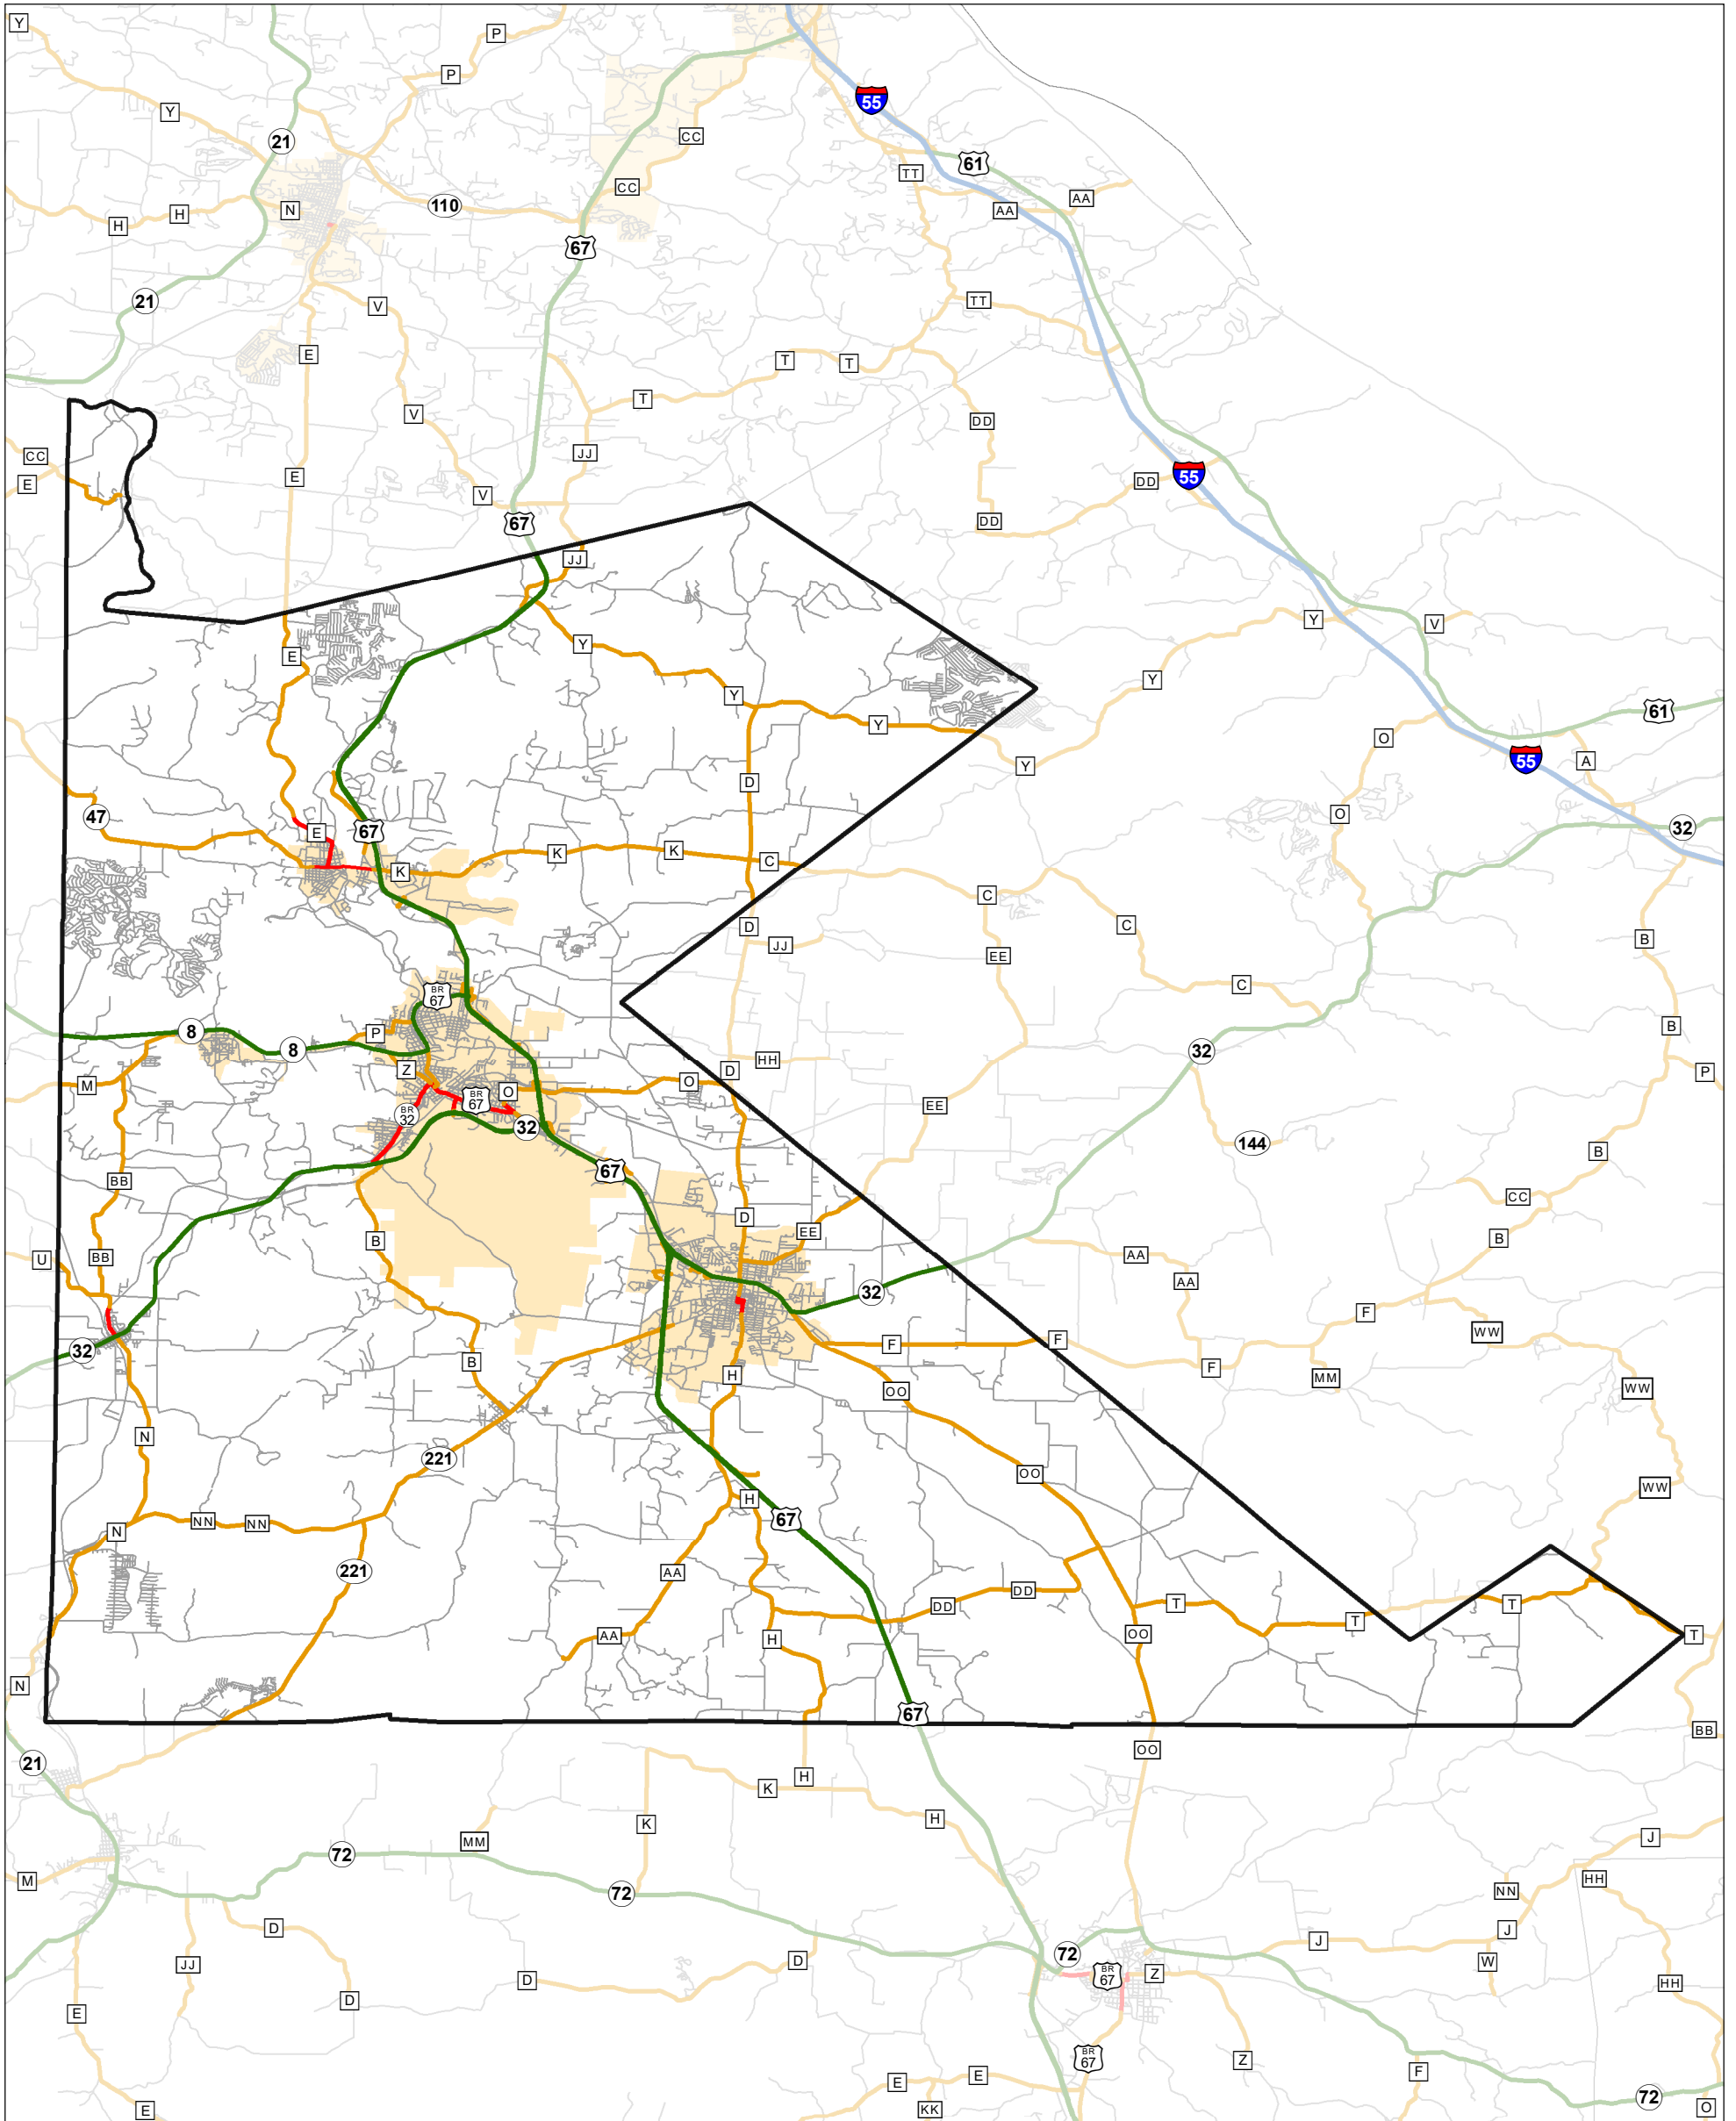 Y
P
P
55
Y
CC
21
61
TT
CC
AA
H
N
110
AA
H
67
21
TT
V
E
T
T
T
V
DD
JJ
CC
55
E
DD
E
V
67
DD
JJ
Y
V
Y
E
Y
Y
61
Y
O
55
A
Y
D
O
47
32
E
67
K
K
C
K
C
C
D
B
JJ
EE
C
BR
67
B
8
P
8
32
HH
Z
D
P
M
O
O
BR
67
EE
BR
32
32
144
B
67
BB
CC
D
EE
B
B
AA
BB
U
AA
32
F
WW
F
F
32
B
F
H
MM
WW
OO
N
221
OO
WW
H
67
NN
NN
N
221
AA
DD
DD
T
T
T
OO
T
AA
H
N
67
BB
OO
21
H
K
H
K
J
MM
72
M
HH
NN
72
D
J
J
72
D
W
JJ
BR
67
Z
D
HH
D
E
BR
67
Z
F
E
E
72
O
E
KK